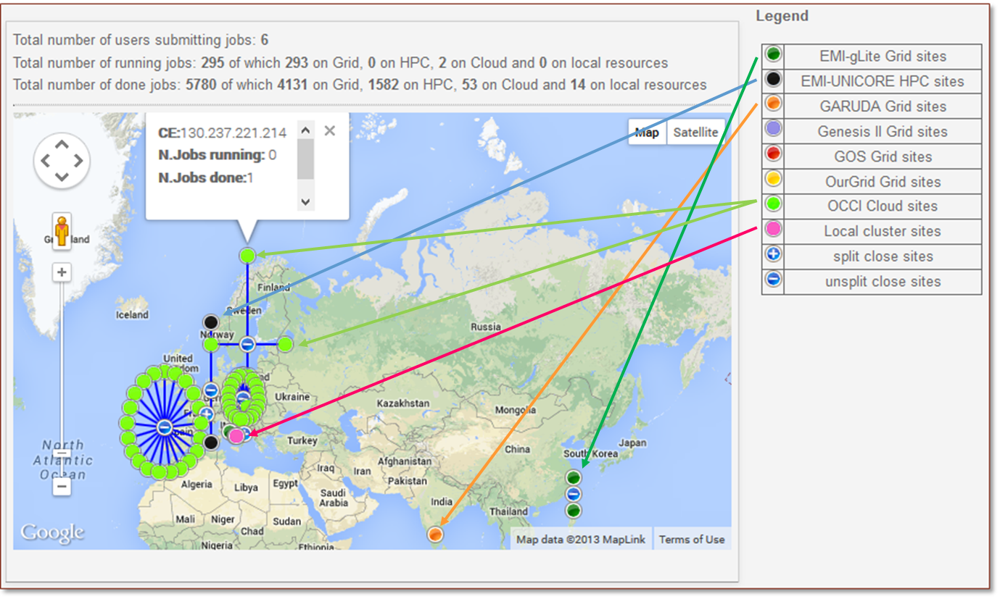 Legend
Total number of users submitting jobs: 6
Total number of running jobs: 295 of which 293 on Grid, 0 on HPC, 2 on Cloud and 0 on local resources
Total number of done jobs: 5780 of which 4131 on Grid, 1582 on HPC, 53 on Cloud and 14 on local resources
EMI-gLite Grid sites
EMI-UNICORE HPC sites
GARUDA Grid sites
Genesis II Grid sites
GOS Grid sites
OurGrid Grid sites
OCCI Cloud sites
Local cluster sites
split close sites
unsplit close sites
CE:130.237.221.214
N.Jobs running: 0
N.Jobs done:1
Map
Satellite
Finland
Iceland
Sweden
Norway
Russia
United
Ukraine
Kazakhstan
Mongolia
North
Atlantic
Ocean
Turkey
Japan
South Korea
China
Iraq
Iran
Afghanistan
Pakistan
Algeria
Libya
Egypt
Saudi
Arabia
India
Thailand
Mali
Niger
Chad
Sudan
Nigeria
Ethiopia
Google
Map data ©2013 MapLink
Terms of Use